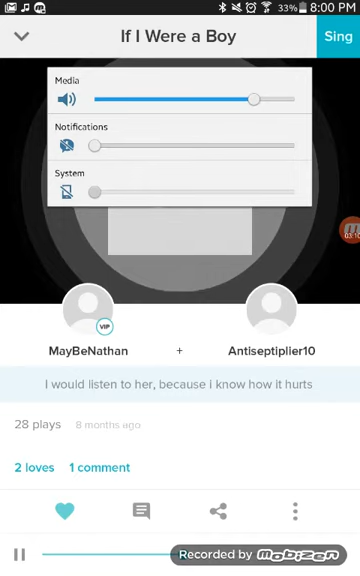 33% 8:00 PM
If I Were a Boy
Sing
Media
Notifications
System
VIP
MayBeNathan + Antiseptiplier10
I would listen to her, because i know how it hurts
28 plays 8 months ago
2 loves 1 comment
Recorded by mobizen